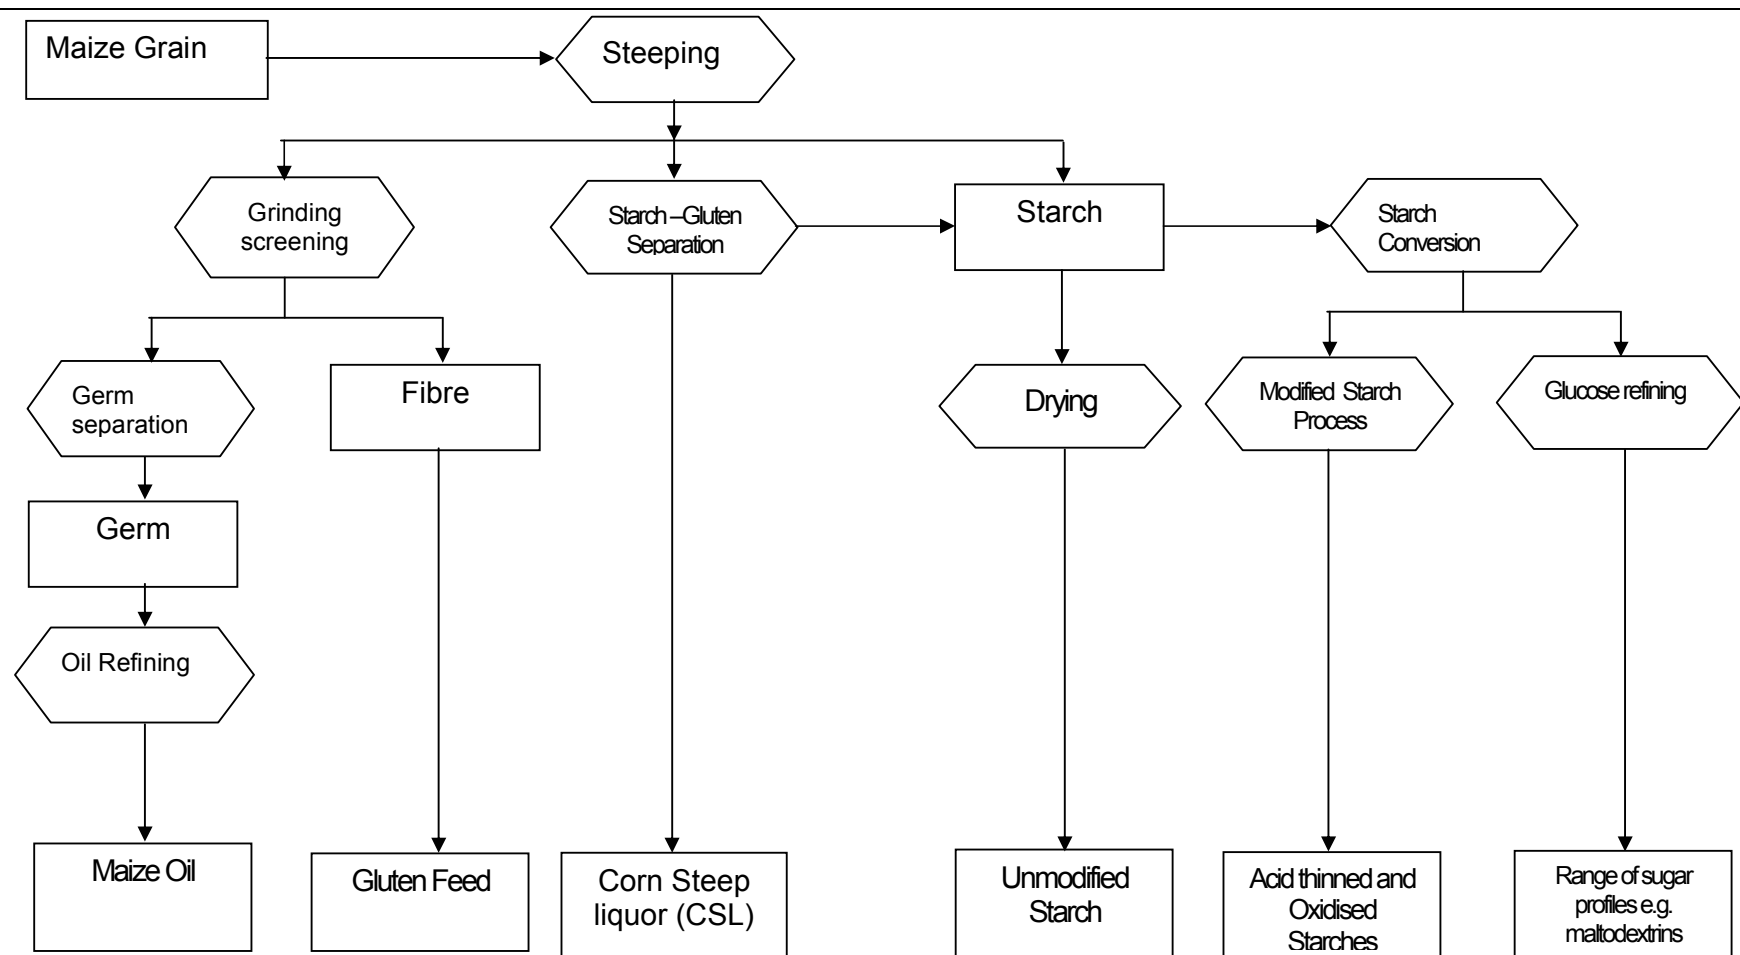 Maize Grain
Steeping
Grinding
screening
Starch –Gluten
Separation
Starch
Starch
Conversion
Germ
separation
Fibre
Drying
Modified Starch
Process
Glucose refining
Germ
Oil Refining
Maize Oil
Gluten Feed
Corn Steep
liquor (CSL)
Unmodified
Starch
Acid thinned and
Oxidised
Starches
Range of sugar
profiles e.g.
maltodextrins